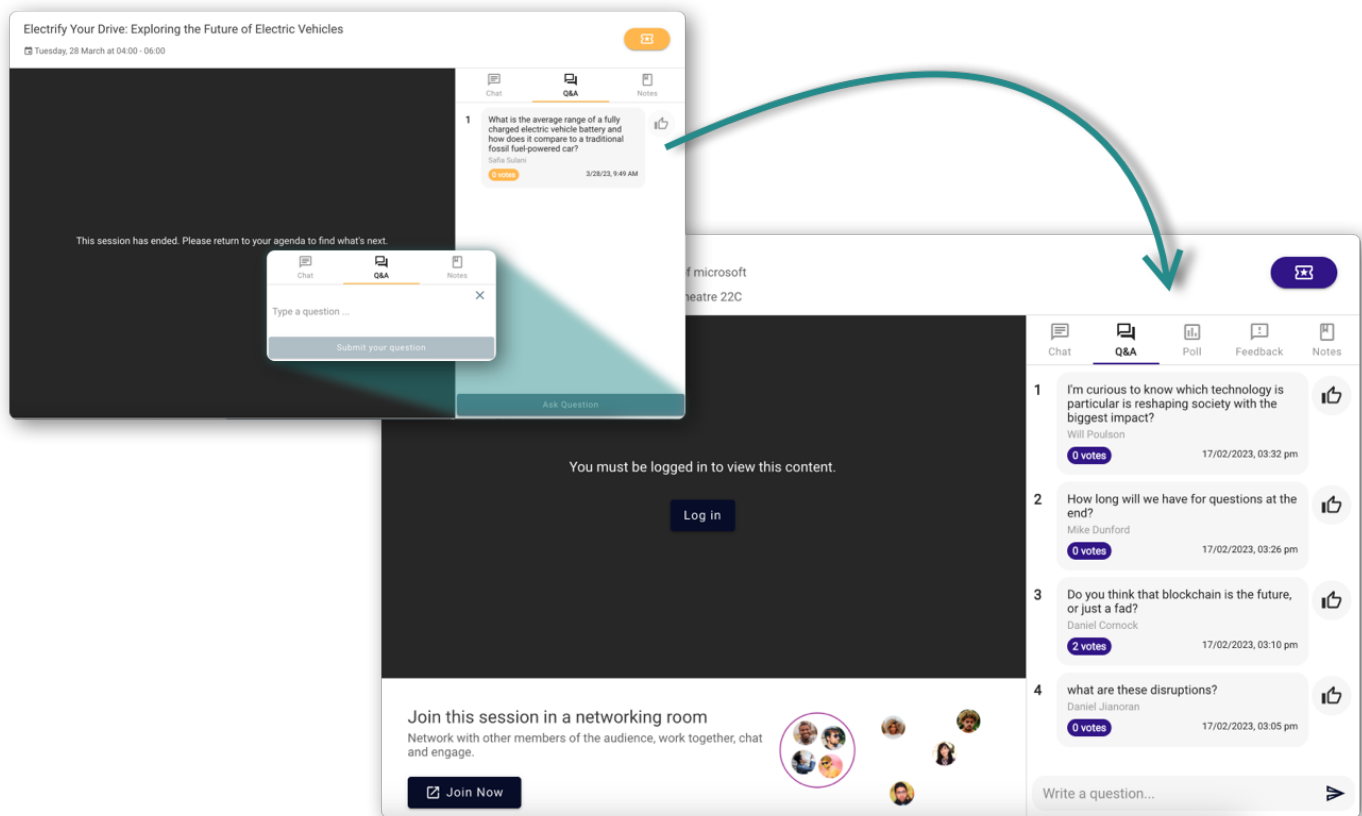 Electrify Your Drive: Exploring the Future of Electric Vehicles
Tuesday, 28 March at 04:00 - 06:00
Chat
Q&A
Notes
1
What is the average range of a fully
charged electric vehicle battery and
how does it compare to a traditional
fossil fuel-powered car?
Safia Sulani
0 votes
3/28/23, 9:49 AM
This session has ended. Please return to your agenda to find what's next.
Chat
Q&A
Notes
Type a question ...
Submit your question
Ask Question
of microsoft
heatre 22C
Chat
Q&A
Poll
Feedback
Notes
You must be logged in to view this content.
Log in
1
I'm curious to know which technology is
particular is reshaping society with the
biggest impact?
Will Poulson
0 votes
17/02/2023, 03:32 pm
2
How long will we have for questions at the
end?
Mike Dunford
0 votes
17/02/2023, 03:26 pm
3
Do you think that blockchain is the future,
or just a fad?
Daniel Cornock
2 votes
17/02/2023, 03:10 pm
4
what are these disruptions?
Daniel Jianoran
0 votes
17/02/2023, 03:05 pm
Write a question...
Join this session in a networking room
Network with other members of the audience, work together, chat
and engage.
Join Now